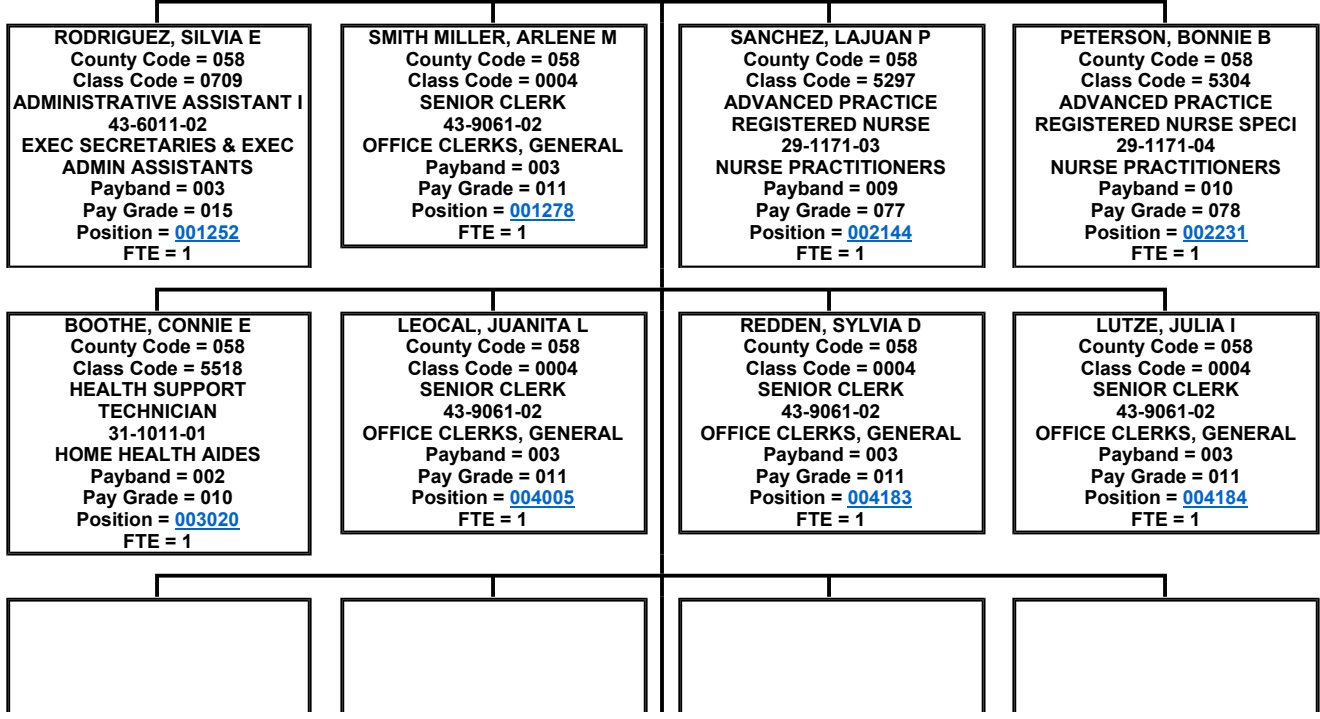 RODRIGUEZ, SILVIA E
County Code = 058
Class Code = 0709
ADMINISTRATIVE ASSISTANT I
43-6011-02
EXEC SECRETARIES & EXEC
ADMIN ASSISTANTS
Payband = 003
Pay Grade = 015
Position = 001252
FTE = 1
SMITH MILLER, ARLENE M
County Code = 058
Class Code = 0004
SENIOR CLERK
43-9061-02
OFFICE CLERKS, GENERAL
Payband = 003
Pay Grade = 011
Position = 001278
FTE = 1
SANCHEZ, LAJUAN P
County Code = 058
Class Code = 5297
ADVANCED PRACTICE
REGISTERED NURSE
29-1171-03
NURSE PRACTITIONERS
Payband = 009
Pay Grade = 077
Position = 002144
FTE = 1
PETERSON, BONNIE B
County Code = 058
Class Code = 5304
ADVANCED PRACTICE
REGISTERED NURSE SPECI
29-1171-04
NURSE PRACTITIONERS
Payband = 010
Pay Grade = 078
Position = 002231
FTE = 1
BOOTHE, CONNIE E
County Code = 058
Class Code = 5518
HEALTH SUPPORT
TECHNICIAN
31-1011-01
HOME HEALTH AIDES
Payband = 002
Pay Grade = 010
Position = 003020
FTE = 1
LEOCAL, JUANITA L
County Code = 058
Class Code = 0004
SENIOR CLERK
43-9061-02
OFFICE CLERKS, GENERAL
Payband = 003
Pay Grade = 011
Position = 004005
FTE = 1
REDDEN, SYLVIA D
County Code = 058
Class Code = 0004
SENIOR CLERK
43-9061-02
OFFICE CLERKS, GENERAL
Payband = 003
Pay Grade = 011
Position = 004183
FTE = 1
LUTZE, JULIA I
County Code = 058
Class Code = 0004
SENIOR CLERK
43-9061-02
OFFICE CLERKS, GENERAL
Payband = 003
Pay Grade = 011
Position = 004184
FTE = 1